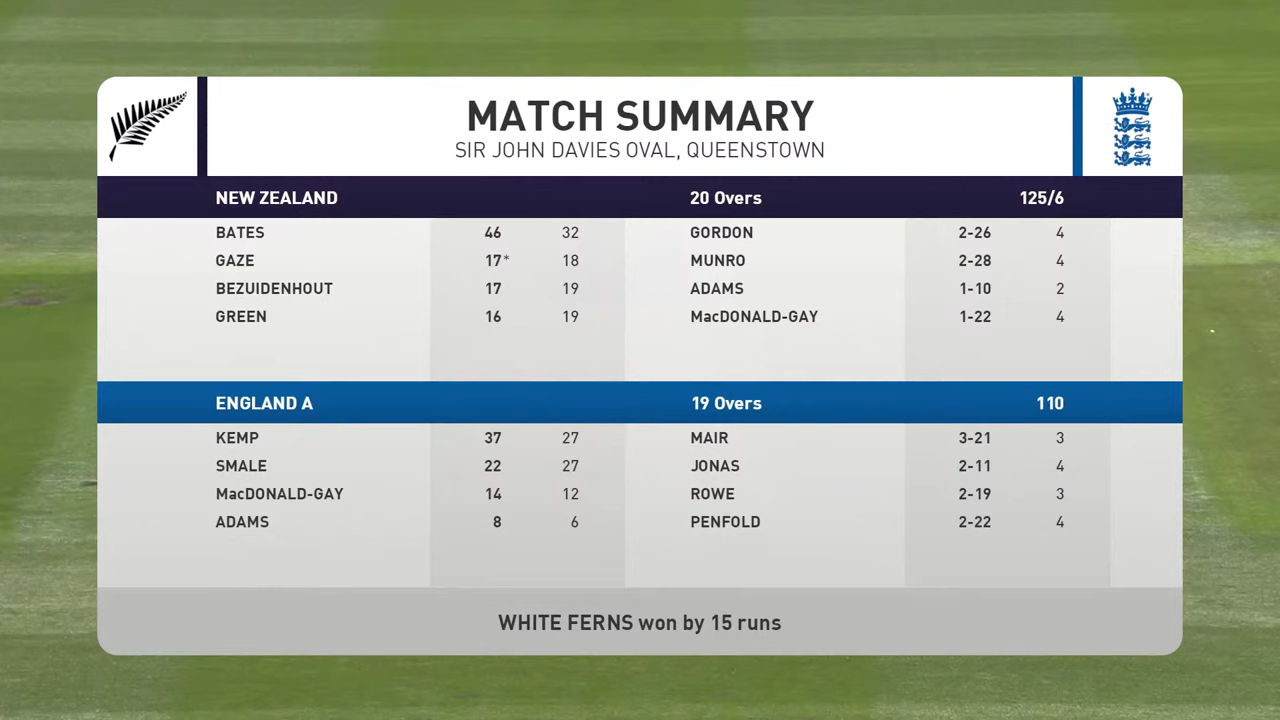 MATCH SUMMARY
SIR JOHN DAVIES OVAL, QUEENSTOWN
NEW ZEALAND 20 Overs 125/6
BATES 46 32 GORDON 2-26 4
GAZE 17* 18 MUNRO 2-28 4
BEZUIDENHOUT 17 19 ADAMS 1-10 2
GREEN 16 19 MacDONALD-GAY 1-22 4
ENGLAND A 19 Overs 110
KEMP 37 27 MAIR 3-21 3
SMALE 22 27 JONAS 2-11 4
MacDONALD-GAY 14 12 ROWE 2-19 3
ADAMS 8 6 PENFOLD 2-22 4
WHITE FERNS won by 15 runs